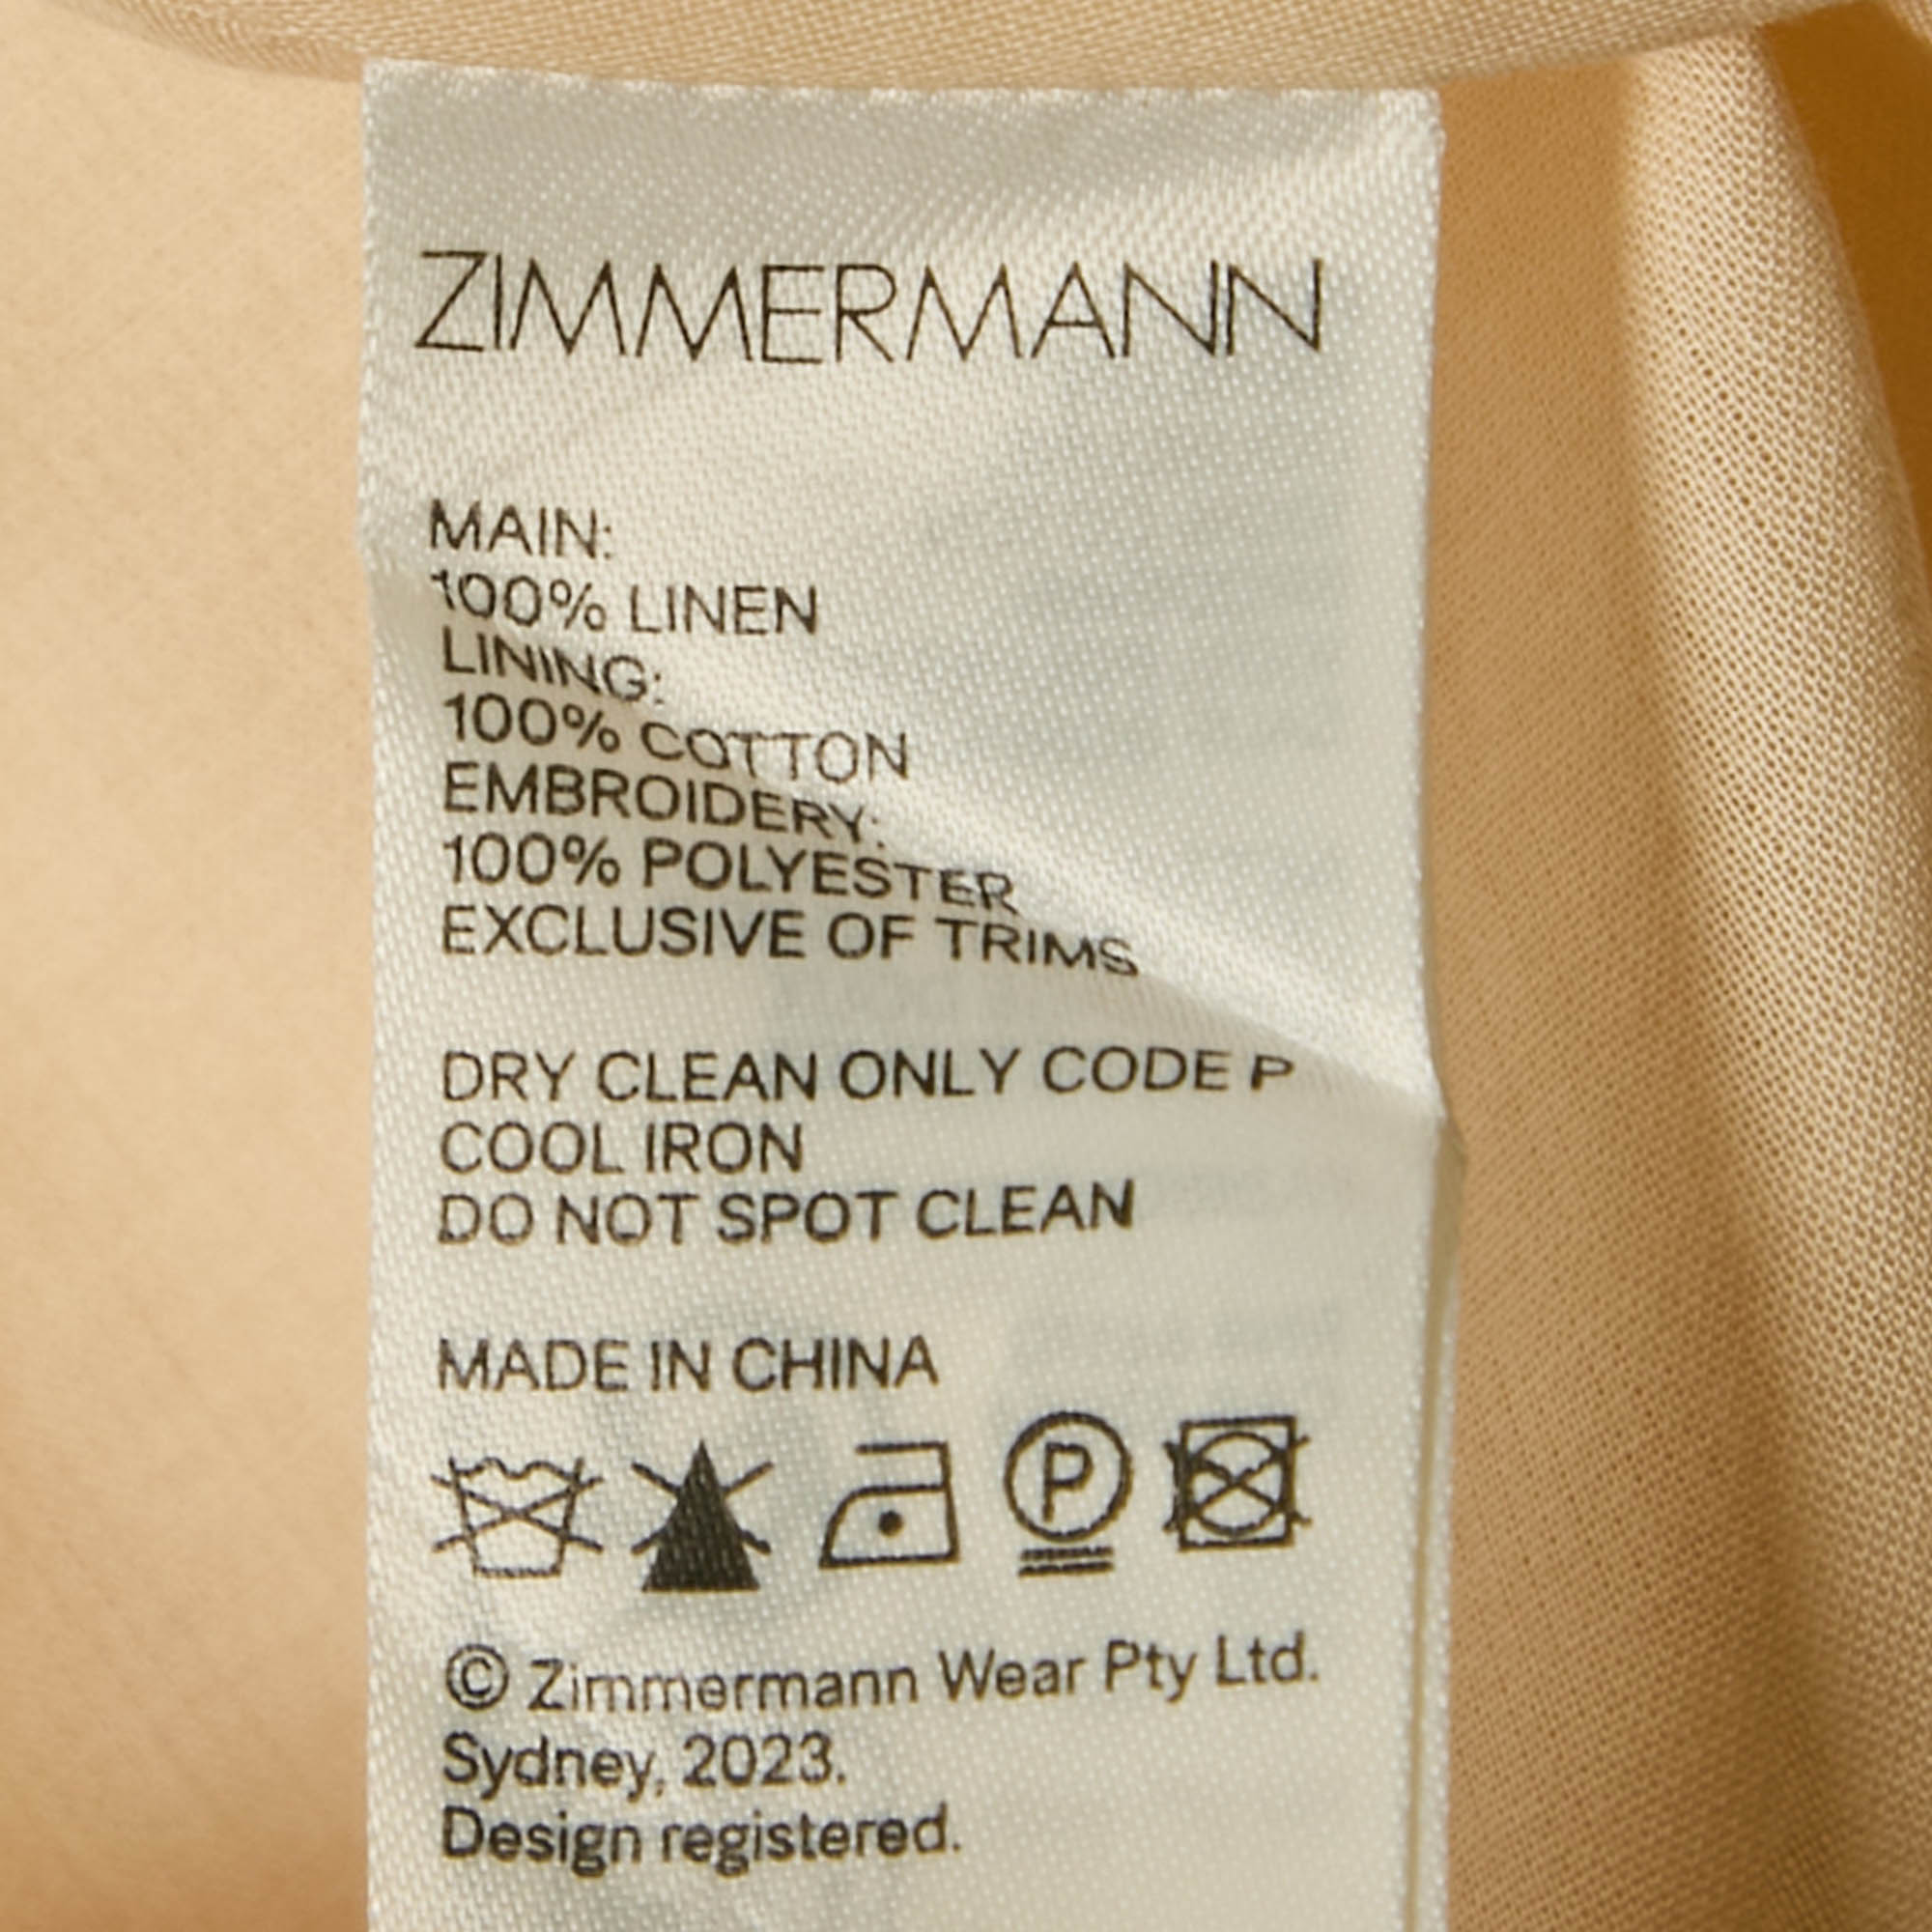 ZIMMERMANN
MAIN:
100% LINEN
LINING:
100% COTTON
EMBROIDERY:
100% POLYESTER
EXCLUSIVE OF TRIMS
DRY CLEAN ONLY CODE P
COOL IRON
DO NOT SPOT CLEAN
MADE IN CHINA
P
© Zimmermann Wear Pty Ltd.
Sydney, 2023.
Design registered.